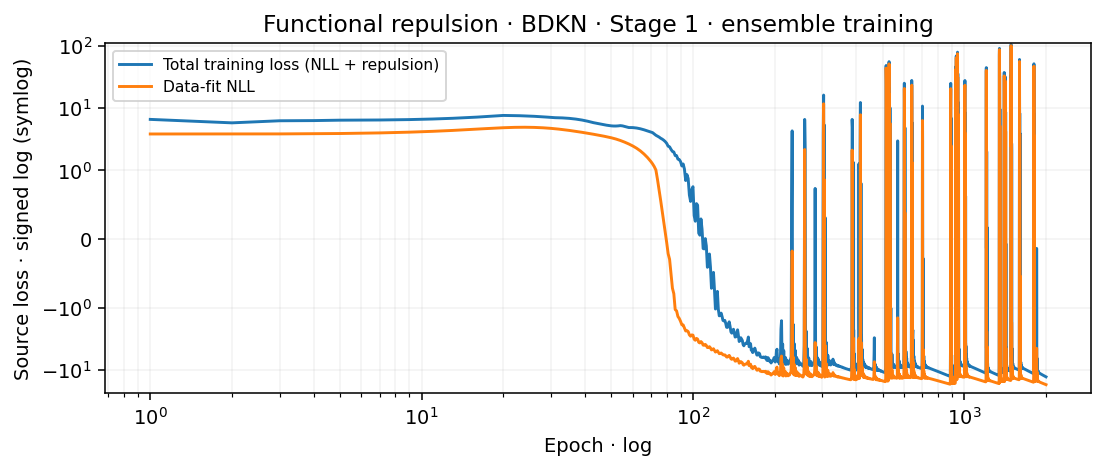 Functional repulsion · BDKN · Stage 1 · ensemble training
Source loss · signed log (symlog)
10²
10¹
10⁰
0
−10⁰
−10¹
Total training loss (NLL + repulsion)
Data-fit NLL
10⁰
10¹
10²
10³
Epoch · log